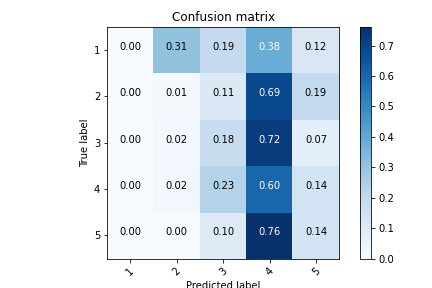 Confusion matrix
0.7
1 0.00 0.31 0.19 0.38 0.12
0.6
2 0.00 0.01 0.11 0.69 0.19
0.5
True label
3 0.00 0.02 0.18 0.72 0.07
0.4
0.3
4 0.00 0.02 0.23 0.60 0.14
0.2
5 0.00 0.00 0.10 0.76 0.14
0.1
0.0
1 2 3 4 5
Predicted label